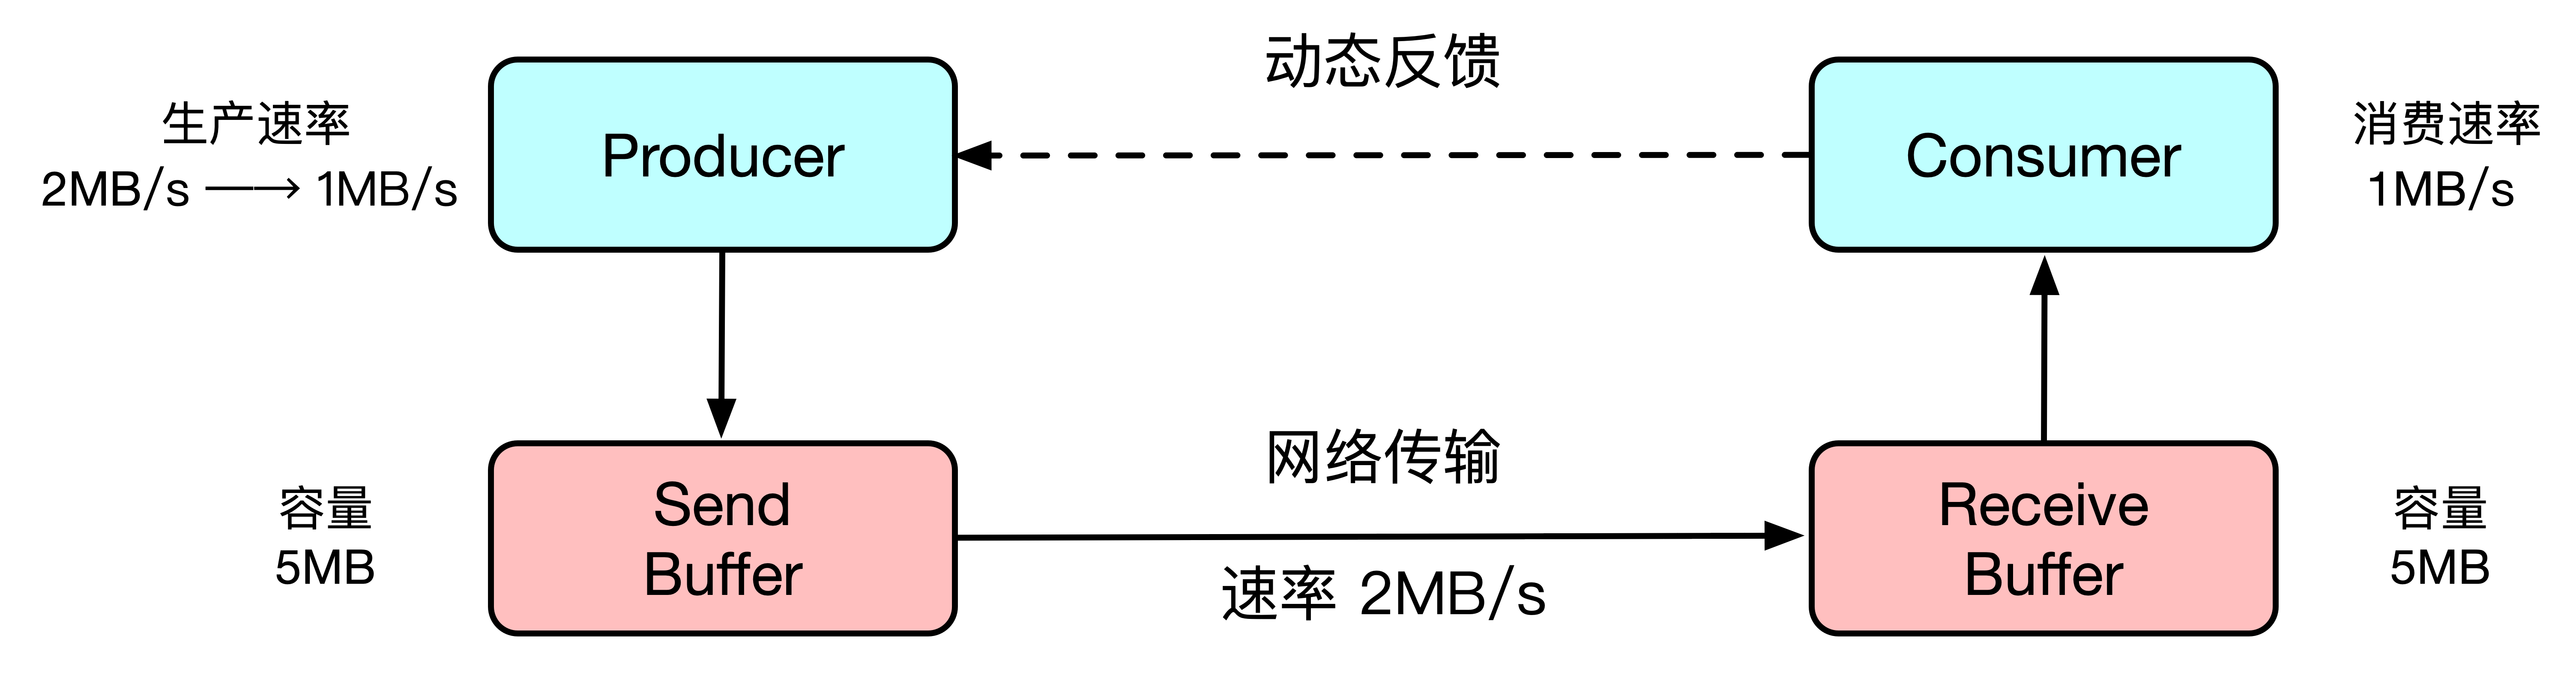 动态反馈
生产速率
2MB/s → 1MB/s
Producer
Consumer
消费速率
1MB/s
网络传输
速率 2MB/s
容量
5MB
Send
Buffer
Receive
Buffer
容量
5MB